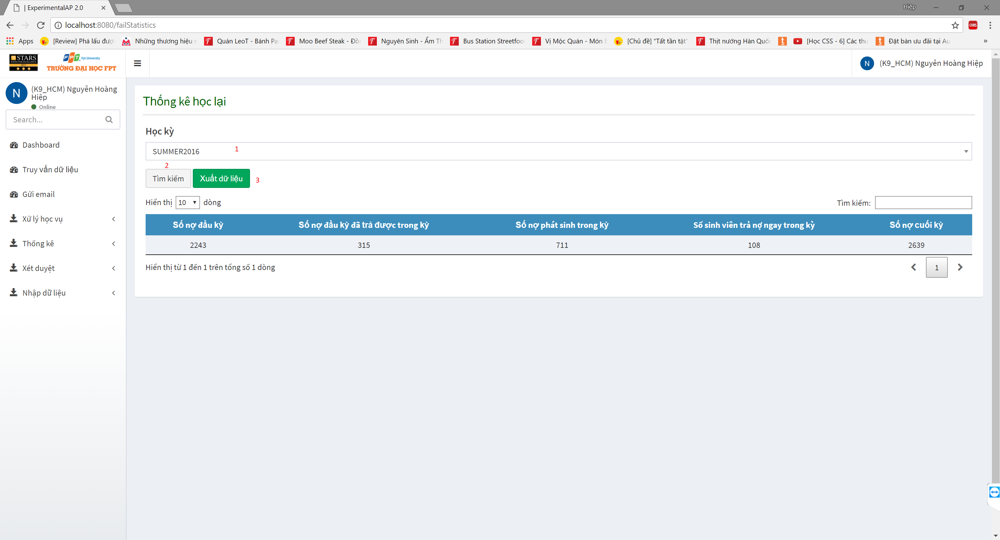 | ExperimentalAP 2.0
Hiệp
localhost:8080/failStatistics
Apps [Review] Phá lấu được Những thương hiệu Quán LeoT - Bánh Moo Beef Steak - Nguyên Sinh - Ẩm Bus Station Streetfood Vị Mộc Quán - Món [Chủ đề] “Tất tần tật” Thịt nướng Hàn Quốc [Học CSS - 6] Các Đặt bàn ưu đãi tại »
STARS
RATED FOR EXCELLENCE
2012
FPT Fpt University
TRƯỜNG ĐẠI HỌC FPT
N (K9_HCM) Nguyễn Hoàng Hiệp
N
(K9_HCM) Nguyễn Hoàng
Hiệp
Online
Search...
Dashboard
Truy vấn dữ liệu
Gửi email
Xử lý học vụ
Thống kê
Xét duyệt
Nhập dữ liệu
Thống kê học lại
Học kỳ
SUMMER2016 1
2
Tìm kiếm Xuất dữ liệu 3
Hiển thị 10 dòng Tìm kiếm:
Số nợ đầu kỳ Số nợ đầu kỳ đã trả được trong kỳ Số nợ phát sinh trong kỳ Số sinh viên trả nợ ngay trong kỳ Số nợ cuối kỳ
2243 315 711 108 2639
Hiển thị từ 1 đến 1 trên tổng số 1 dòng 1
CORS